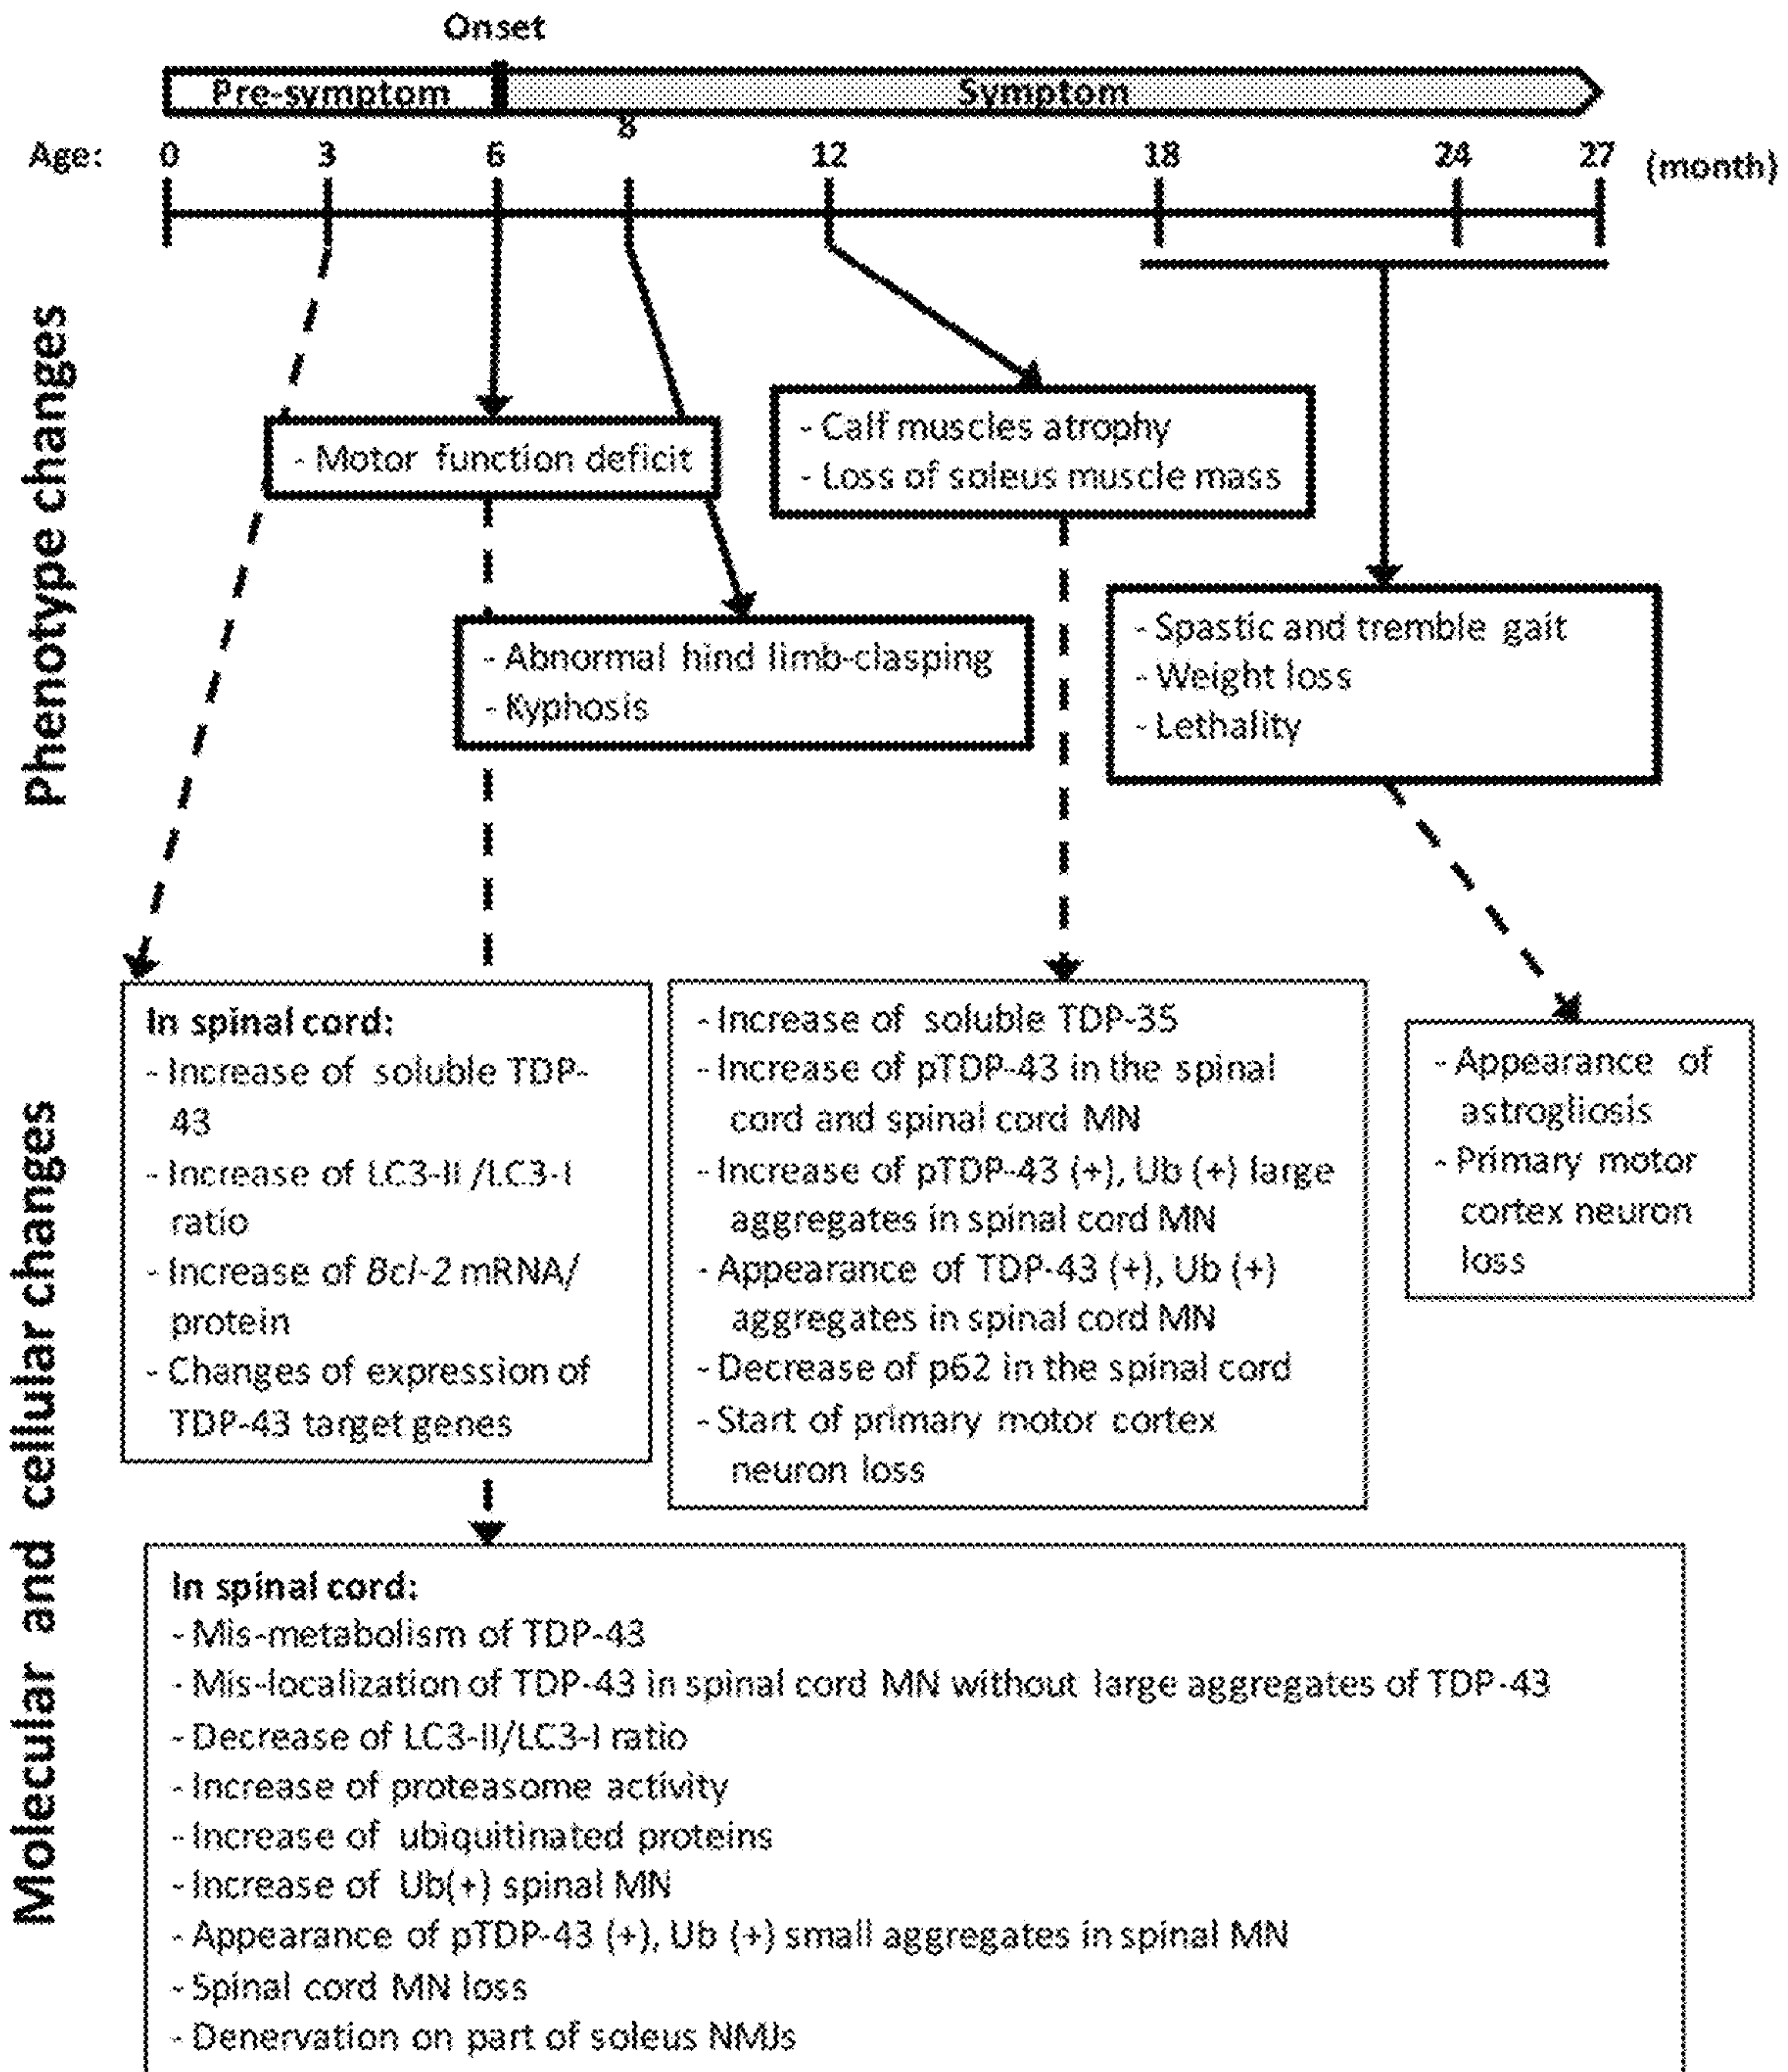 Onset
Pre-symptom
Symptom
Age:
0
3
6
8
12
18
24
27
(month)
Phenotype changes
- Motor function deficit
- Calf muscles atrophy
- Loss of soleus muscle mass
- Abnormal hind limb-clasping
- Kyphosis
- Spastic and tremble gait
- Weight loss
- Lethality
Molecular and cellular changes
In spinal cord:
- Increase of soluble TDP-
43
- Increase of LC3-II /LC3-I
ratio
- Increase of Bcl-2 mRNA/
protein
- Changes of expression of
TDP-43 target genes
- Increase of soluble TDP-35
- Increase of pTDP-43 in the spinal
cord and spinal cord MN
- Increase of pTDP-43 (+), Ub (+) large
aggregates in spinal cord MN
- Appearance of TDP-43 (+), Ub (+)
aggregates in spinal cord MN
- Decrease of p62 in the spinal cord
- Start of primary motor cortex
neuron loss
- Appearance of
astrogliosis
- Primary motor
cortex neuron
loss
In spinal cord:
- Mis-metabolism of TDP-43
- Mis-localization of TDP-43 in spinal cord MN without large aggregates of TDP-43
- Decrease of LC3-II/LC3-I ratio
- Increase of proteasome activity
- Increase of ubiquitinated proteins
- Increase of Ub(+) spinal MN
- Appearance of pTDP-43 (+), Ub (+) small aggregates in spinal MN
- Spinal cord MN loss
- Denervation on part of soleus NMJs